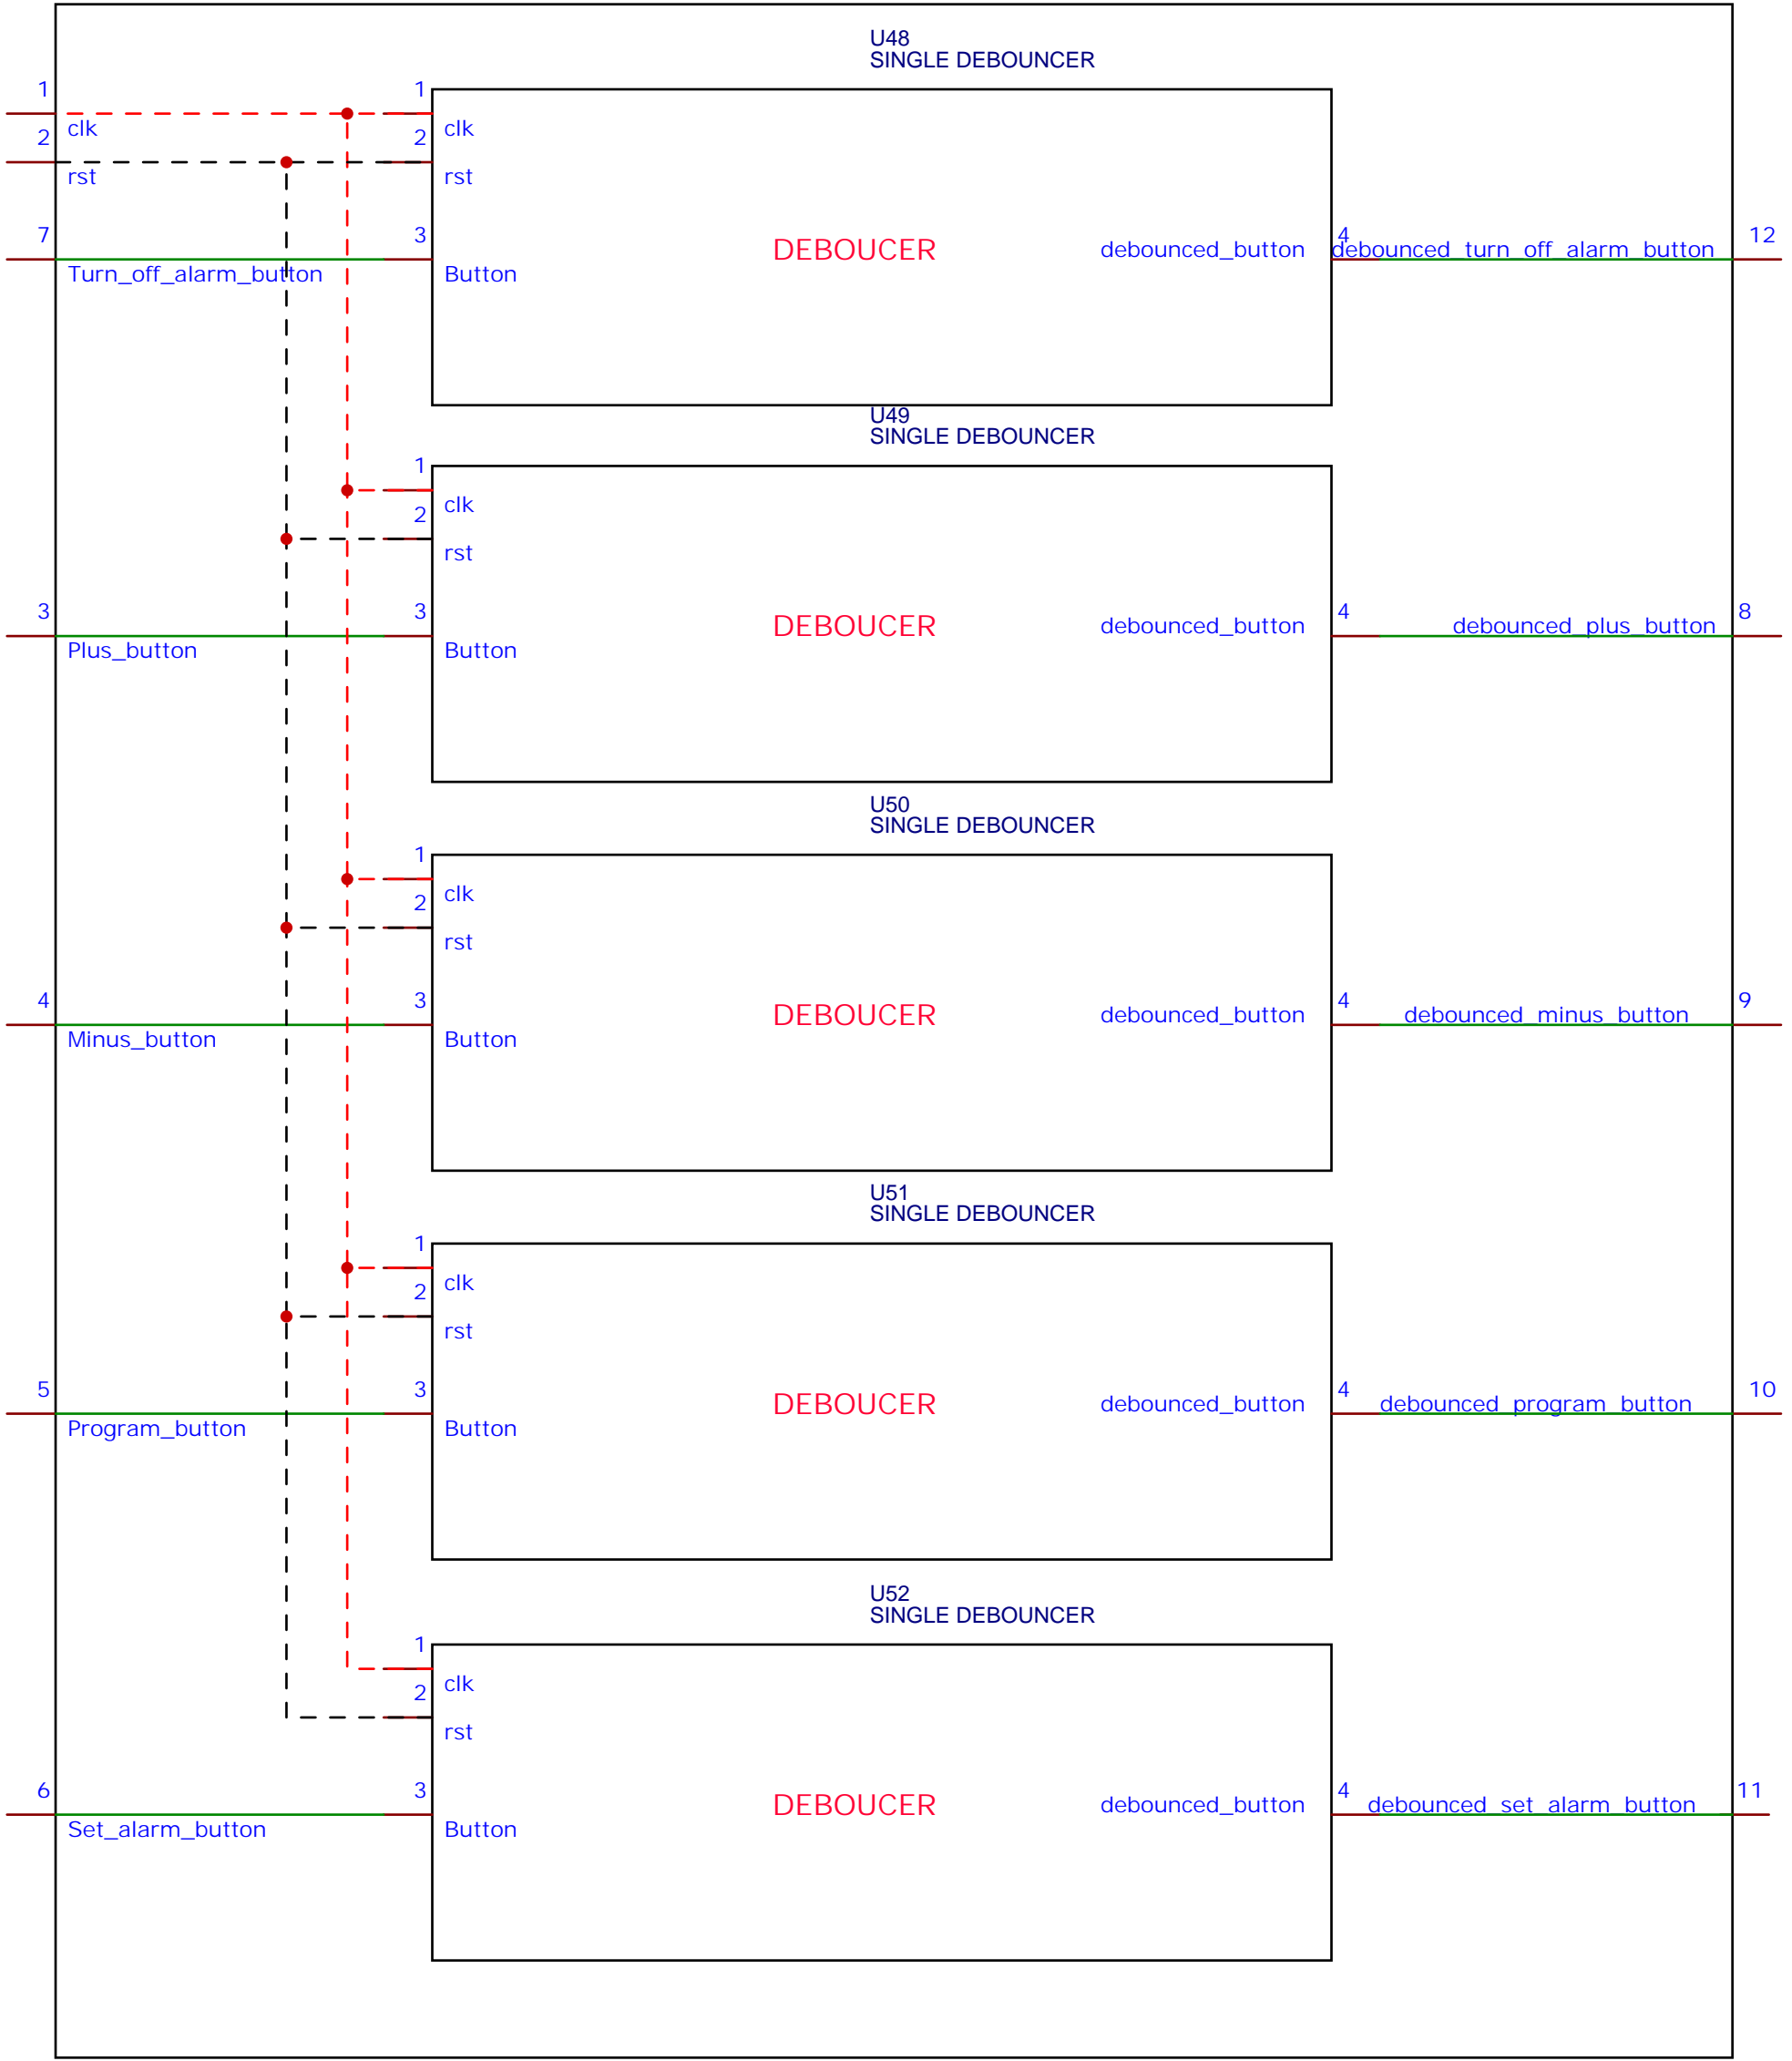 U48
SINGLE DEBOUNCER
1
1
clk
clk
2
2
rst
rst
7
3
DEBOUCER
debounced_button
4
debounced_turn_off_alarm_button
12
Turn_off_alarm_button
Button
U49
SINGLE DEBOUNCER
1
clk
2
rst
3
3
DEBOUCER
debounced_button
4
debounced_plus_button
8
Plus_button
Button
U50
SINGLE DEBOUNCER
1
clk
2
rst
4
3
DEBOUCER
debounced_button
4
debounced_minus_button
9
Minus_button
Button
U51
SINGLE DEBOUNCER
1
clk
2
rst
5
3
DEBOUCER
debounced_button
4
debounced_program_button
10
Program_button
Button
U52
SINGLE DEBOUNCER
1
clk
2
rst
6
3
DEBOUCER
debounced_button
4
debounced_set_alarm_button_
11
Set_alarm_button
Button